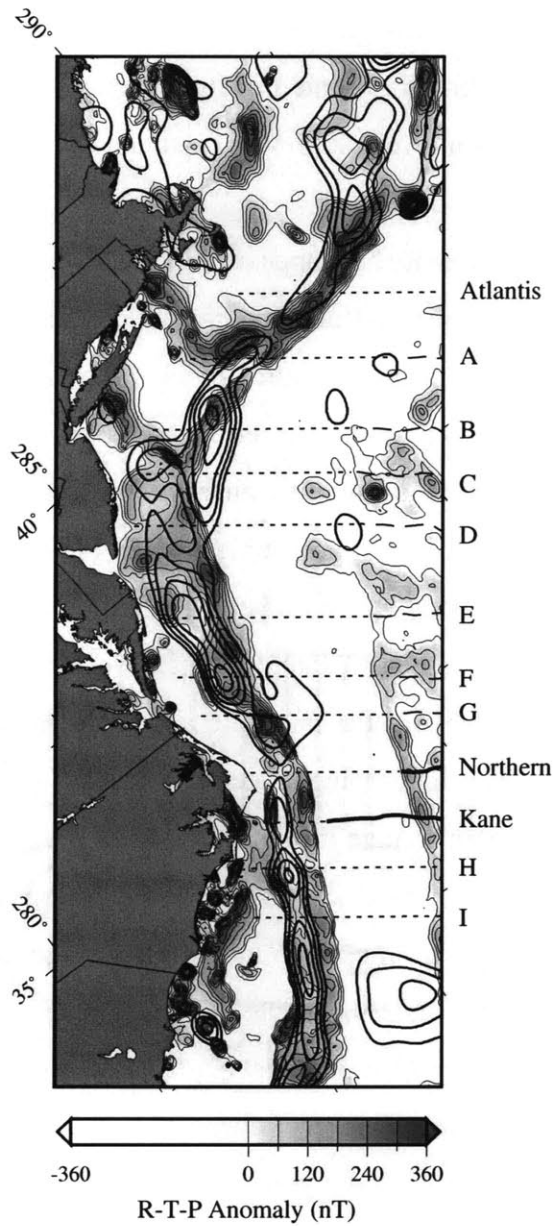 290°
Atlantis
A
B
C
285°
40°
D
E
F
G
Northern
Kane
H
280°
I
35°
-360 0 120 240 360
R-T-P Anomaly (nT)